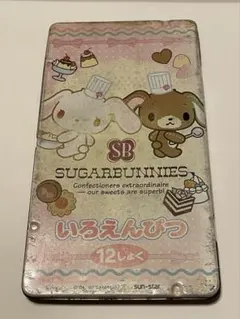 SB
SUGARBUNNIES
Confectioners extraordinaire
— our sweets are superb!
いろえんぴつ
12しょく
sun-star